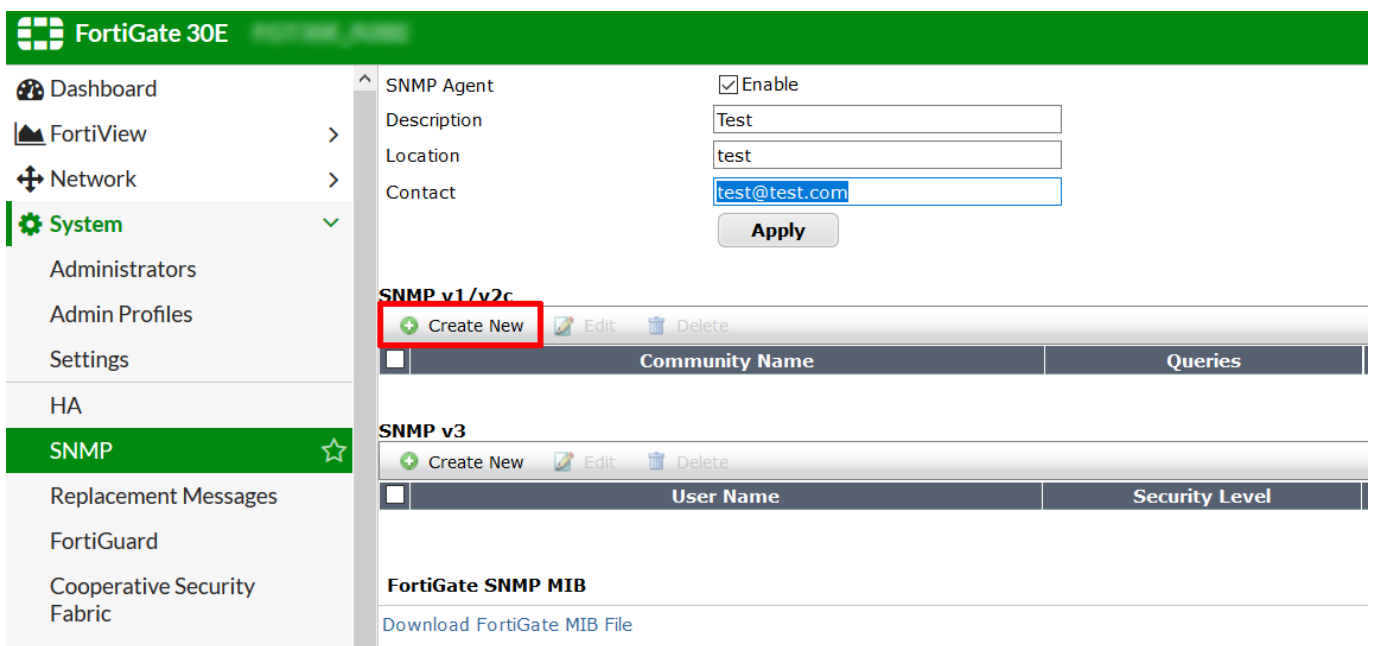 FortiGate 30E
Dashboard
FortiView
Network
System
Administrators
Admin Profiles
Settings
HA
SNMP
Replacement Messages
FortiGuard
Cooperative Security
Fabric
SNMP Agent
Enable
Description
Test
Location
test
Contact
test@test.com
Apply
SNMP v1/v2c
Create New Edit Delete
Community Name Queries
SNMP v3
Create New Edit Delete
User Name Security Level
FortiGate SNMP MIB
Download FortiGate MIB File